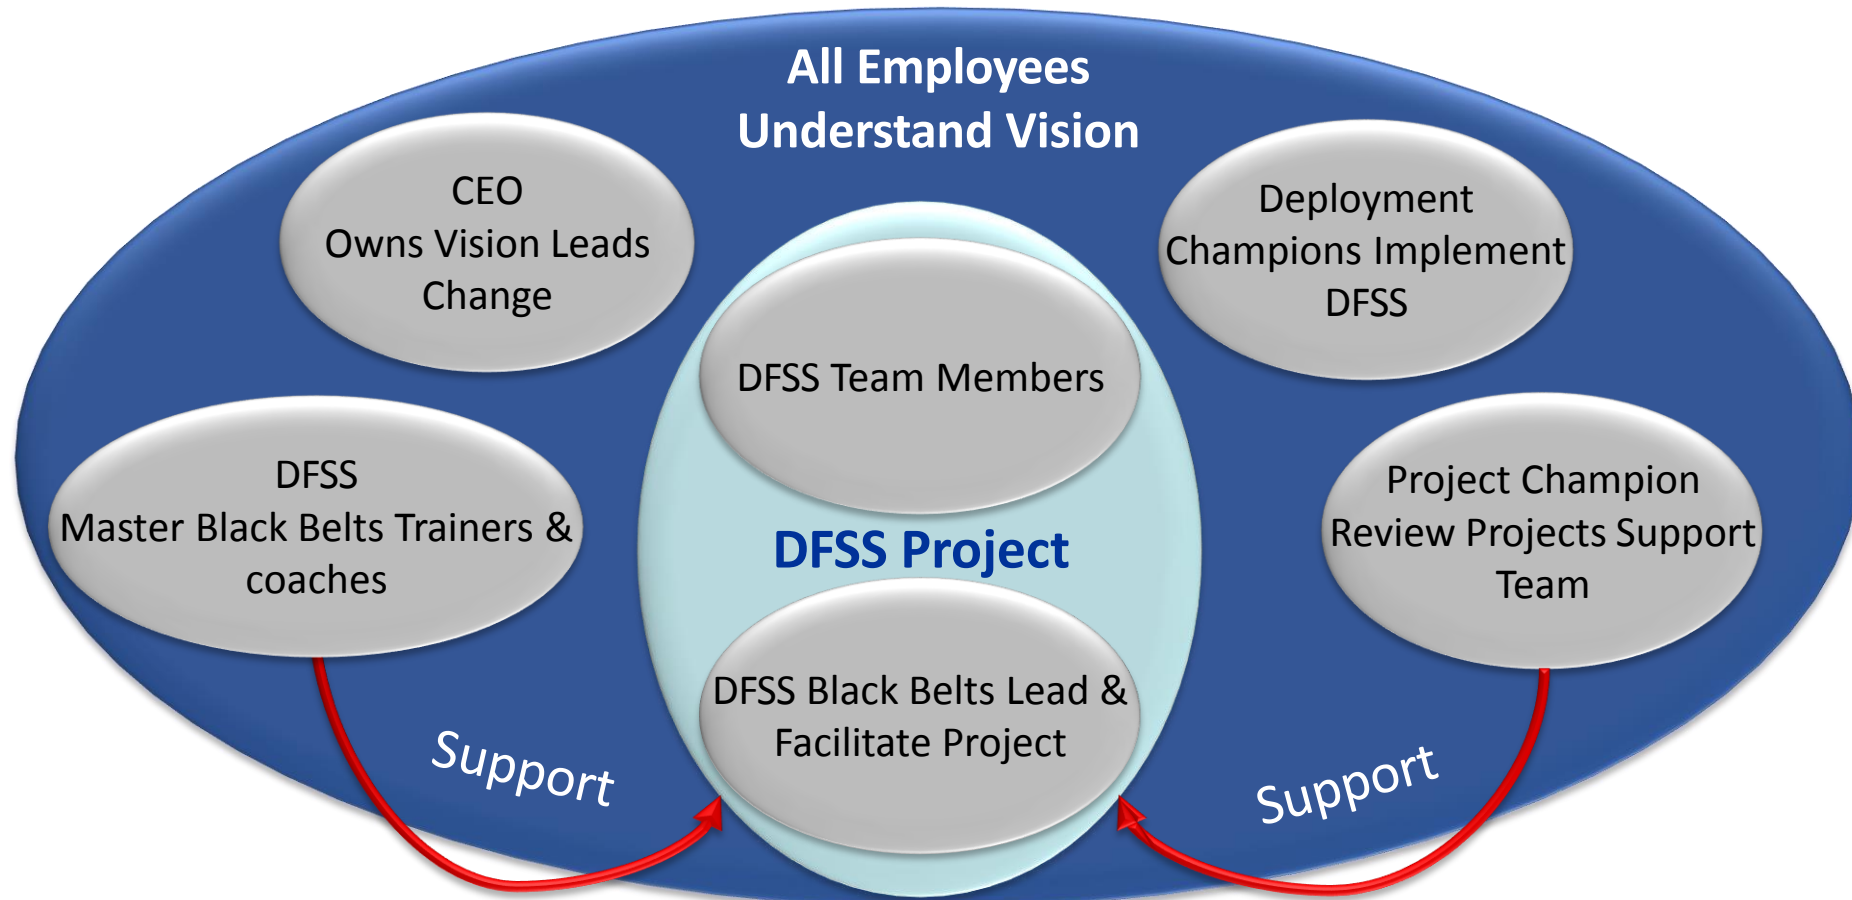 All Employees
Understand Vision
CEO
Owns Vision Leads
Change
Deployment
Champions Implement
DFSS
DFSS Team Members
DFSS
Master Black Belts Trainers &
coaches
Project Champion
Review Projects Support
Team
DFSS Project
DFSS Black Belts Lead &
Facilitate Project
Support
Support